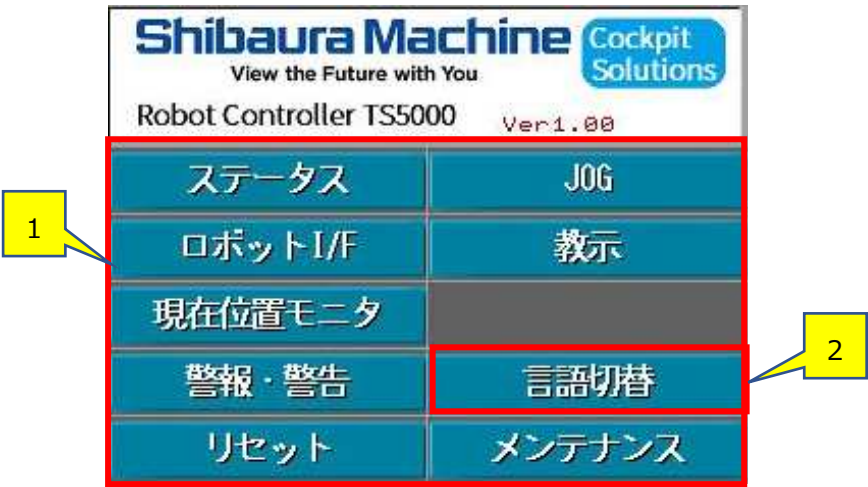 Shibaura Machine
View the Future with You
Cockpit
Solutions
Robot Controller TS5000 Ver1.00
ステータス JOG
1
ロボットI/F 教示
現在位置モニタ
2
警報・警告 言語切替
リセット メンテナンス